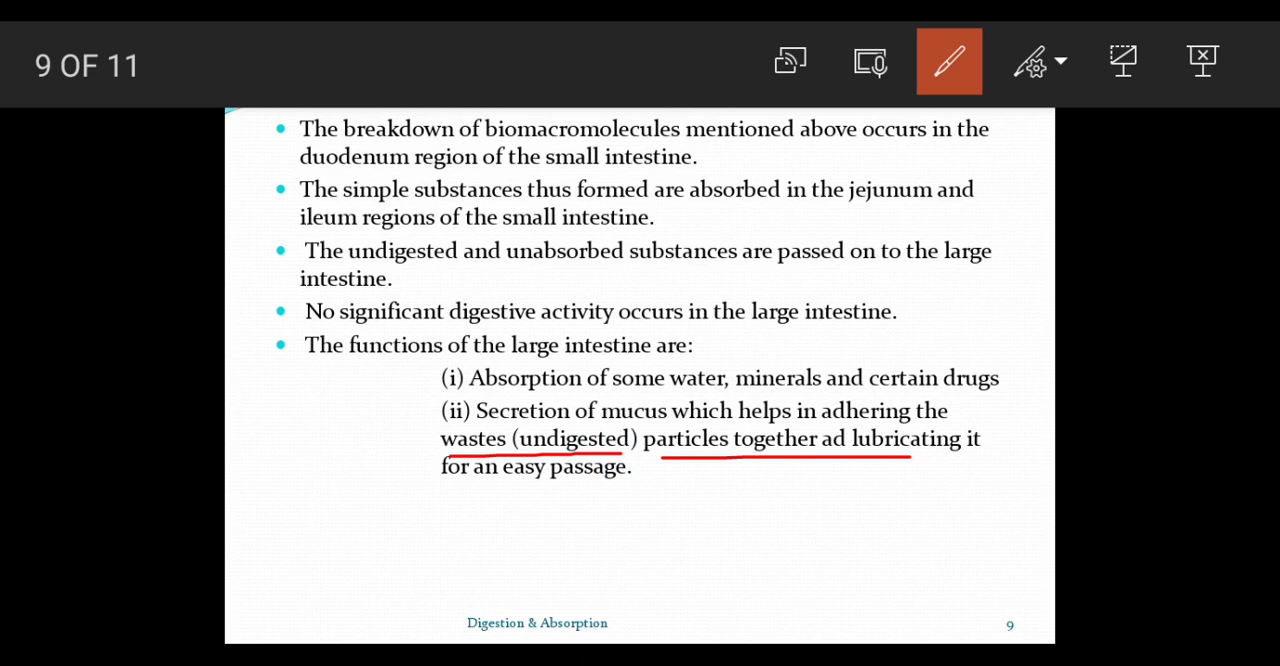 9 OF 11
The breakdown of biomacromolecules mentioned above occurs in the
duodenum region of the small intestine.
The simple substances thus formed are absorbed in the jejunum and
ileum regions of the small intestine.
The undigested and unabsorbed substances are passed on to the large
intestine.
No significant digestive activity occurs in the large intestine.
The functions of the large intestine are:
(i) Absorption of some water, minerals and certain drugs
(ii) Secretion of mucus which helps in adhering the
wastes (undigested) particles together ad lubricating it
for an easy passage.
Digestion & Absorption
9